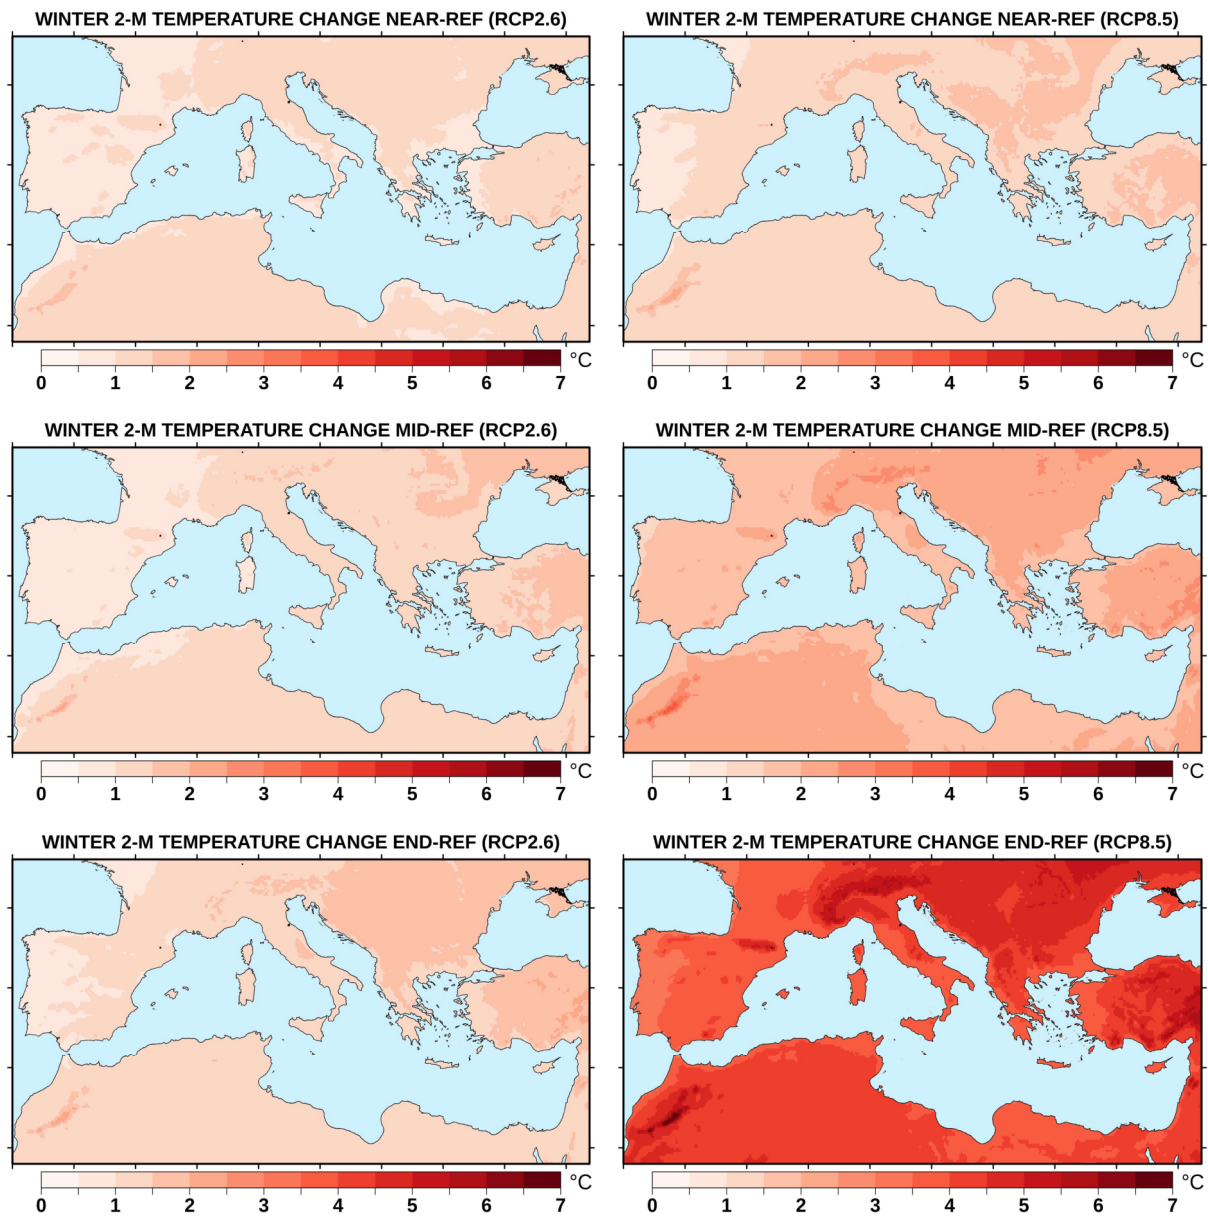 WINTER 2-M TEMPERATURE CHANGE NEAR-REF (RCP2.6)
WINTER 2-M TEMPERATURE CHANGE NEAR-REF (RCP8.5)
0 1 2 3 4 5 6 7 °C
0 1 2 3 4 5 6 7 °C
WINTER 2-M TEMPERATURE CHANGE MID-REF (RCP2.6)
WINTER 2-M TEMPERATURE CHANGE MID-REF (RCP8.5)
0 1 2 3 4 5 6 7 °C
0 1 2 3 4 5 6 7 °C
WINTER 2-M TEMPERATURE CHANGE END-REF (RCP2.6)
WINTER 2-M TEMPERATURE CHANGE END-REF (RCP8.5)
0 1 2 3 4 5 6 7 °C
0 1 2 3 4 5 6 7 °C